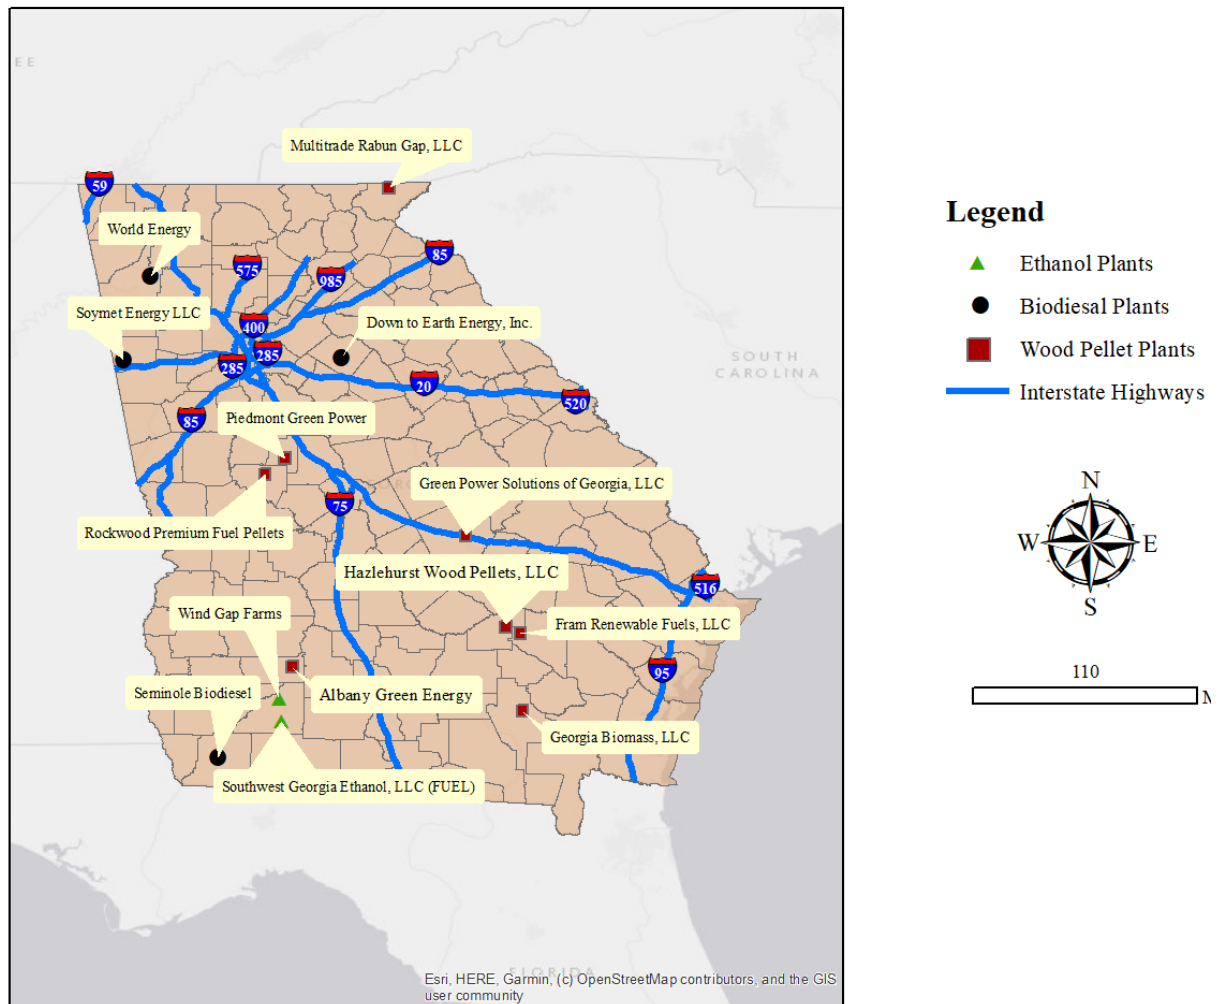 EE
Multitrade Rabun Gap, LLC
59
World Energy
85
575
985
Soymet Energy LLC
400
Down to Earth Energy, Inc.
285
285
SOUTH
CAROLINA
20
520
85
Piedmont Green Power
Green Power Solutions of Georgia, LLC
75
Rockwood Premium Fuel Pellets
Hazlehurst Wood Pellets, LLC
516
Wind Gap Farms
Fram Renewable Fuels, LLC
95
Seminole Biodiesel
Albany Green Energy
Georgia Biomass, LLC
Southwest Georgia Ethanol, LLC (FUEL)
FLORIDA
Esri, HERE, Garmin, (c) OpenStreetMap contributors, and the GIS
user community
Legend
Ethanol Plants
Biodiesal Plants
Wood Pellet Plants
Interstate Highways
N
W E
S
110